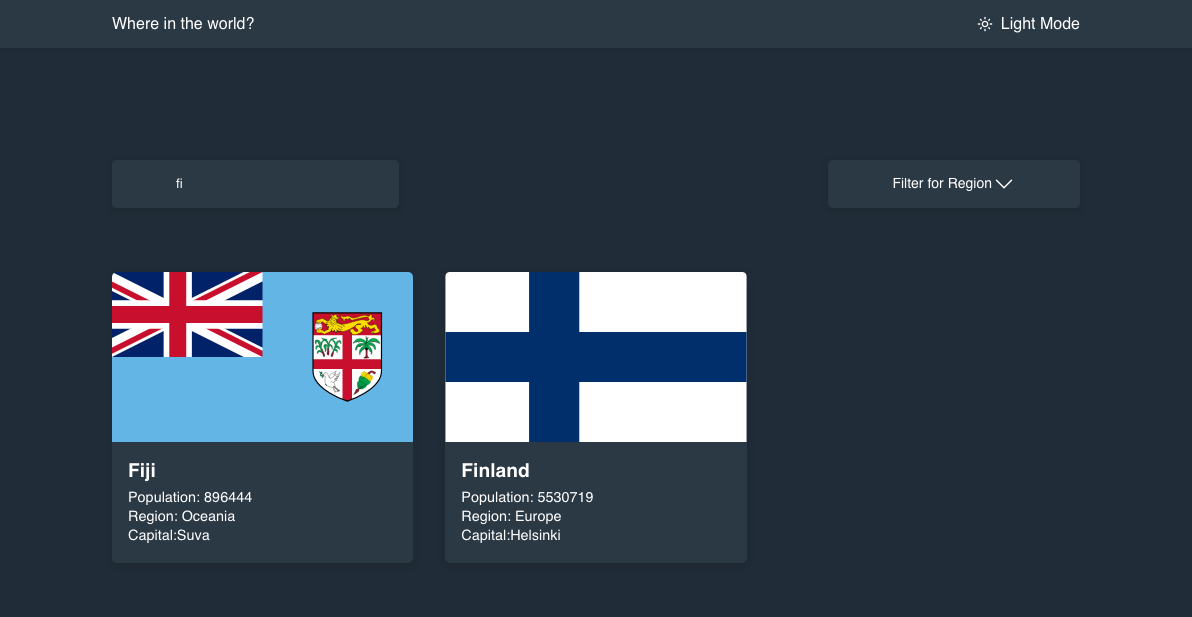 Where in the world?
Light Mode
fi
Filter for Region
Fiji
Population: 896444
Region: Oceania
Capital:Suva
Finland
Population: 5530719
Region: Europe
Capital:Helsinki